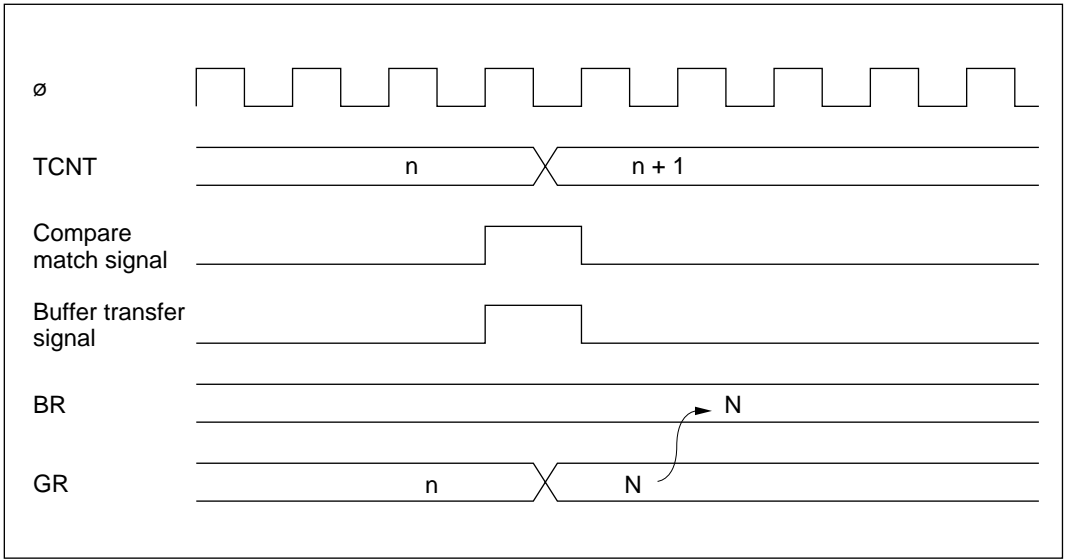 ø
TCNT n n + 1
Compare
match signal
Buffer transfer
signal
BR N
GR n N